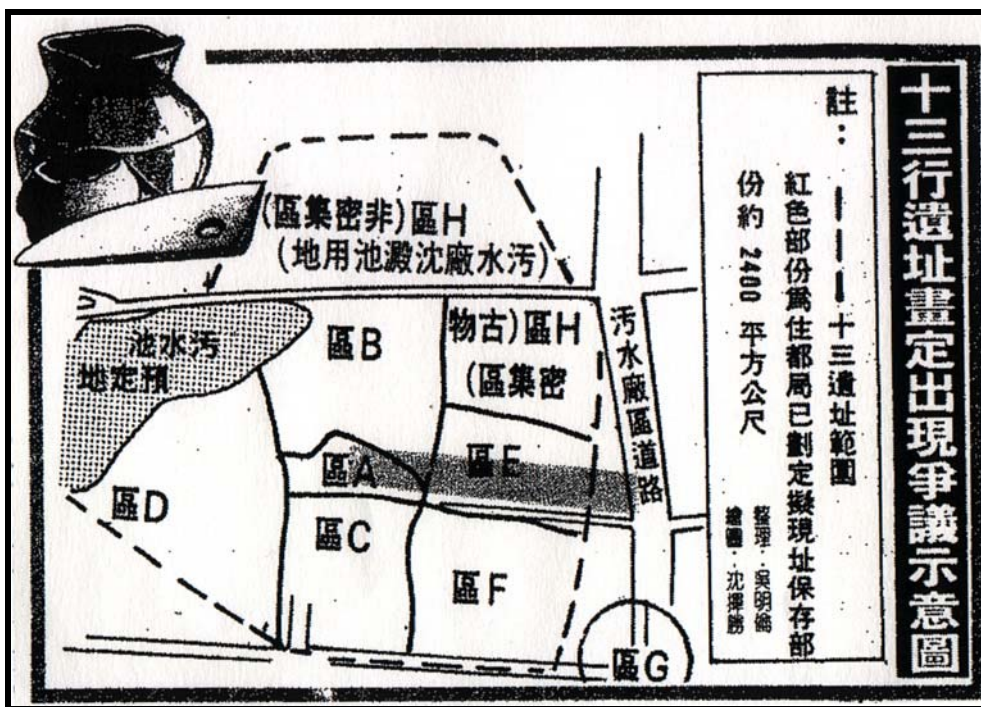 十三行遺址畫定出現爭議示意圖
註：－－－－十三遺址範圍
紅色部份為住都局已劃定擬現址保存部
份約 2400 平方公尺
整理．吳明
繪圖．沈揮勝
H區(非密集區)
(污水廠沈澱池用地)
污水廠區道路
H區(古物
密集區)
B區
污水池
預定地
E區
A區
D區
C區
F區
G區